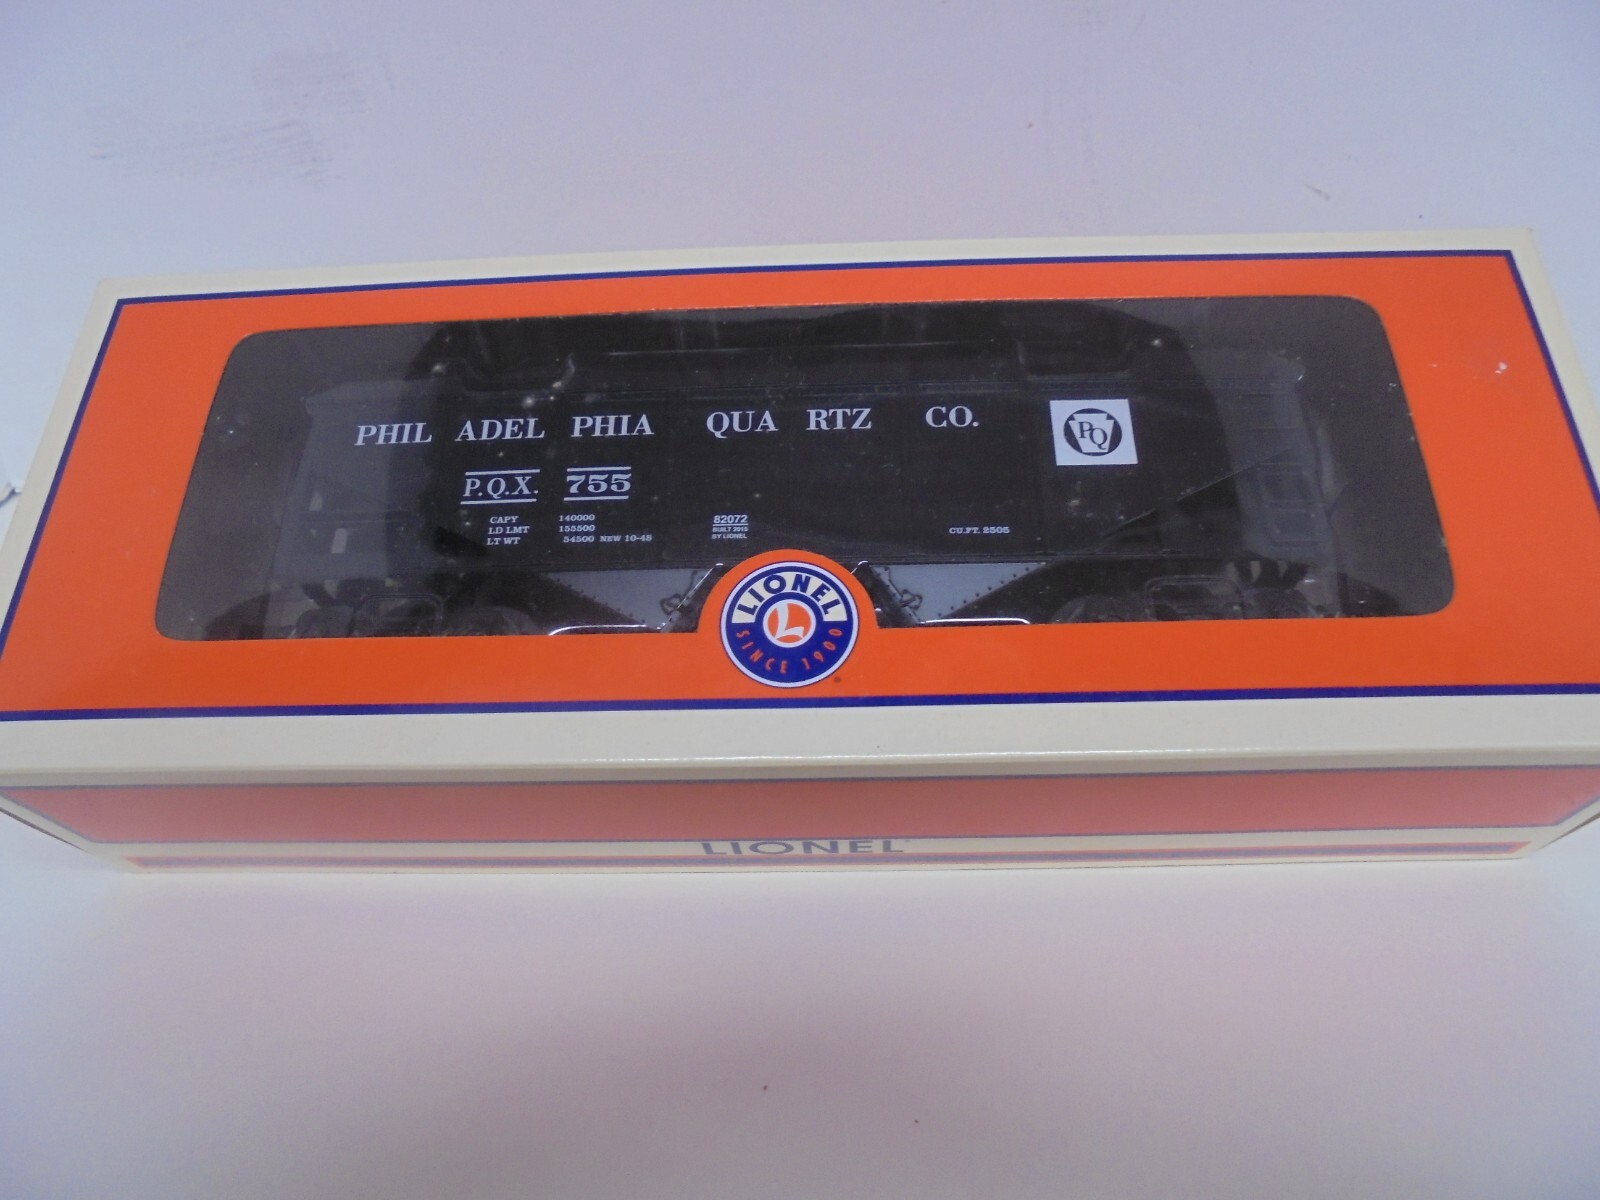 PHIL ADEL PHIA QUA RTZ CO.
PQ
P.Q.X. 755
CAPY 140000
LD LMT 155500
LT WT 54500 NEW 10-48
82072
BUILT 2015
BY LIONEL
CU.FT. 2505
LIONEL
L
SINCE 1900
LIONEL